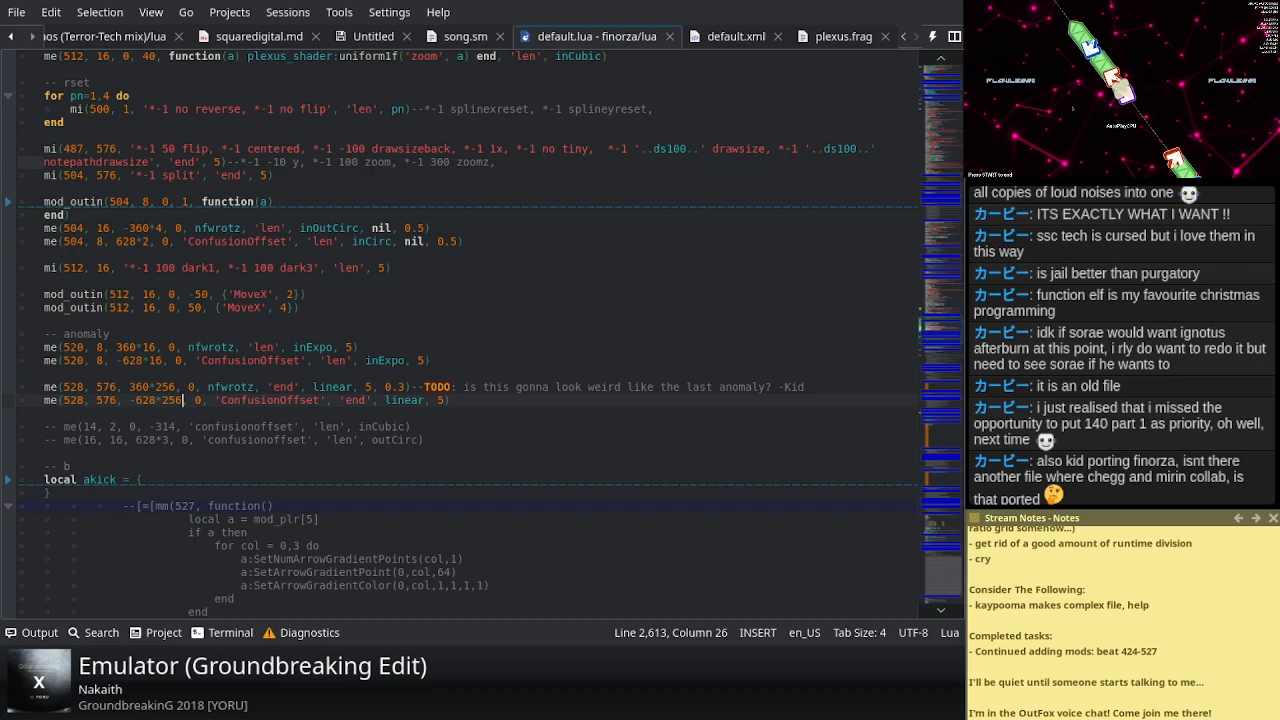 File Edit Selection View Go Projects Sessions Tools Settings Help
os (Terror-Tech mix)/lua squaredigital.md Untitled song.sm default.lua - finorza/lua default.xml plexus.frag
me(512, 16, 0, 40, function(a) plexus_shader:uniform1f('zoom', a) end, 'len', inCubic)
-- rset
for pn=1,4 do
mi(500, 1, '*-1 no reverse, *-1 no flip', 'len', pn)--*-1 splinexreset, *-1 splineyreset,
end
mi(487, 576, '*-1 50 flip, *-1 centered, *-1 -100 drawsizeback, *-1 1x, *-1 no tiny,  *-1 '..ds100..' drawsize, *-1 '..ds100..'
notepathdrawsize', 'end', 5)--*-1 -10 y, *-1 100 zoom, *-1 300 zoomz,
mi(504, 576, '*-1 split', 'end', 5)
mod_outin(504, 8, 0, 1, function(a)
end)
me(504, 16, -360*4, 0, nfwrotz, 'len', inOutCirc, nil, 0.5)
me(504, 8, 628*2, 0, 'ConfusionOffset', 'len', inCirc, nil, 0.5)
mi(512, 16, '*-1 100 dark1, *-1 100 dark3', 'len', 5)
mod_outin(512, 16, 0, -50, {'MoveX', 2})
mod_outin(512, 16, 0, 50, {'MoveX', 4})
-- anomaly
me(520, 8, 360*16, 0, nfwrotz, 'len', inExpo, 5)
me(520, 8, -628*16, 0, 'ConfusionOffset', 'len', inExpo, 5)
me(528, 576, 360*256, 0, nfwrotz, 'end', linear, 5, 0.3)--TODO: is this gonna look weird like the last anomaly? -Kid
me(528, 576, -628*256, 0, 'ConfusionOffset', 'end', linear, 5)
-- me(14, 2, 0, -314, 'confusionoffset', 'len', inCubic)
-- me(16, 16, 628*3, 0, 'confusionoffset', 'len', outCirc)
-- b
local akick = {
}
--[=[mm(527, function()
local a = mod_plr[5]
if a then
for col = 0,3 do
a:SetNumArrowGradientPoints(col,1)
a:SetArrowGradientPoint(0,col,64)
a:SetArrowGradientColor(0,col,1,1,1,1)
end
end
Output Search Project Terminal Diagnostics Line 2,613, Column 26 INSERT en_US Tab Size: 4 UTF-8 Lua
Emulator (Groundbreaking Edit)
Nakaith
GroundbreakinG 2018 [YORU]
X
AutoPlayCPU
Press START to end
all copies of loud noises into one
カービー: ITS EXACTLY WHAT I WANT !!
カービー: ssc tech is cursed but i love them in
this way
カービー: is jail better than purgatory
カービー: function elf is my favourite christmas
programming
カービー: idk if sorae would want ignotus
afterburn at this point, i rly do want to redo it but
need to see sorae if he wants to
カービー: it is an old file
カービー: i just realised that i missed the
opportunity to put 140 part 1 as priority, oh well,
next time
カービー: also kid porting finorza, isnt there
another file where chegg and mirin collab, is
that ported
Stream Notes - Notes
ratio grid somehow...)
- get rid of a good amount of runtime division
- cry
Consider The Following:
- kaypooma makes complex file, help
Completed tasks:
- Continued adding mods: beat 424-527
I'll be quiet until someone starts talking to me...
I'm in the OutFox voice chat! Come join me there!